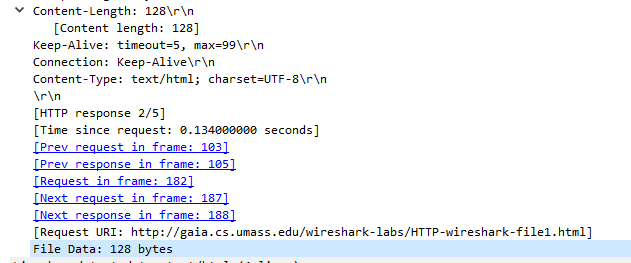 Content-Length: 128\r\n
[Content length: 128]
Keep-Alive: timeout=5, max=99\r\n
Connection: Keep-Alive\r\n
Content-Type: text/html; charset=UTF-8\r\n
\r\n
[HTTP response 2/5]
[Time since request: 0.134000000 seconds]
[Prev request in frame: 103]
[Prev response in frame: 105]
[Request in frame: 182]
[Next request in frame: 187]
[Next response in frame: 188]
[Request URI: http://gaia.cs.umass.edu/wireshark-labs/HTTP-wireshark-file1.html]
File Data: 128 bytes